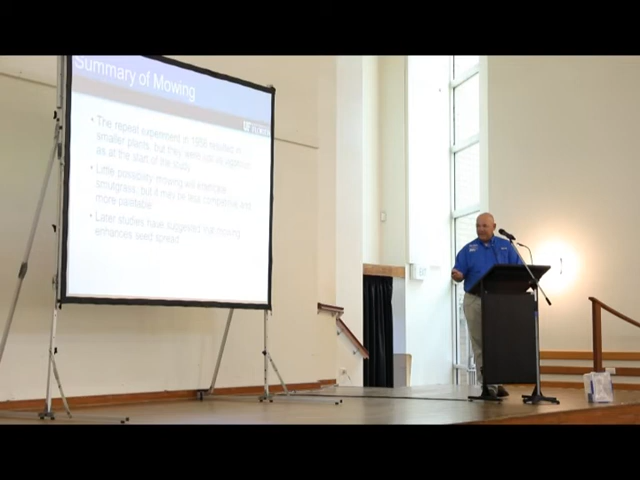 Summary of Mowing
• The repeat experiment in 1956 resulted in
smaller plants, but they were just as
as at the start of the study
• Little possibility mowing will eliminate
smutgrass, but it may be less competitive and
more palatable
• Later studies have suggested that mowing
enhances seed spread